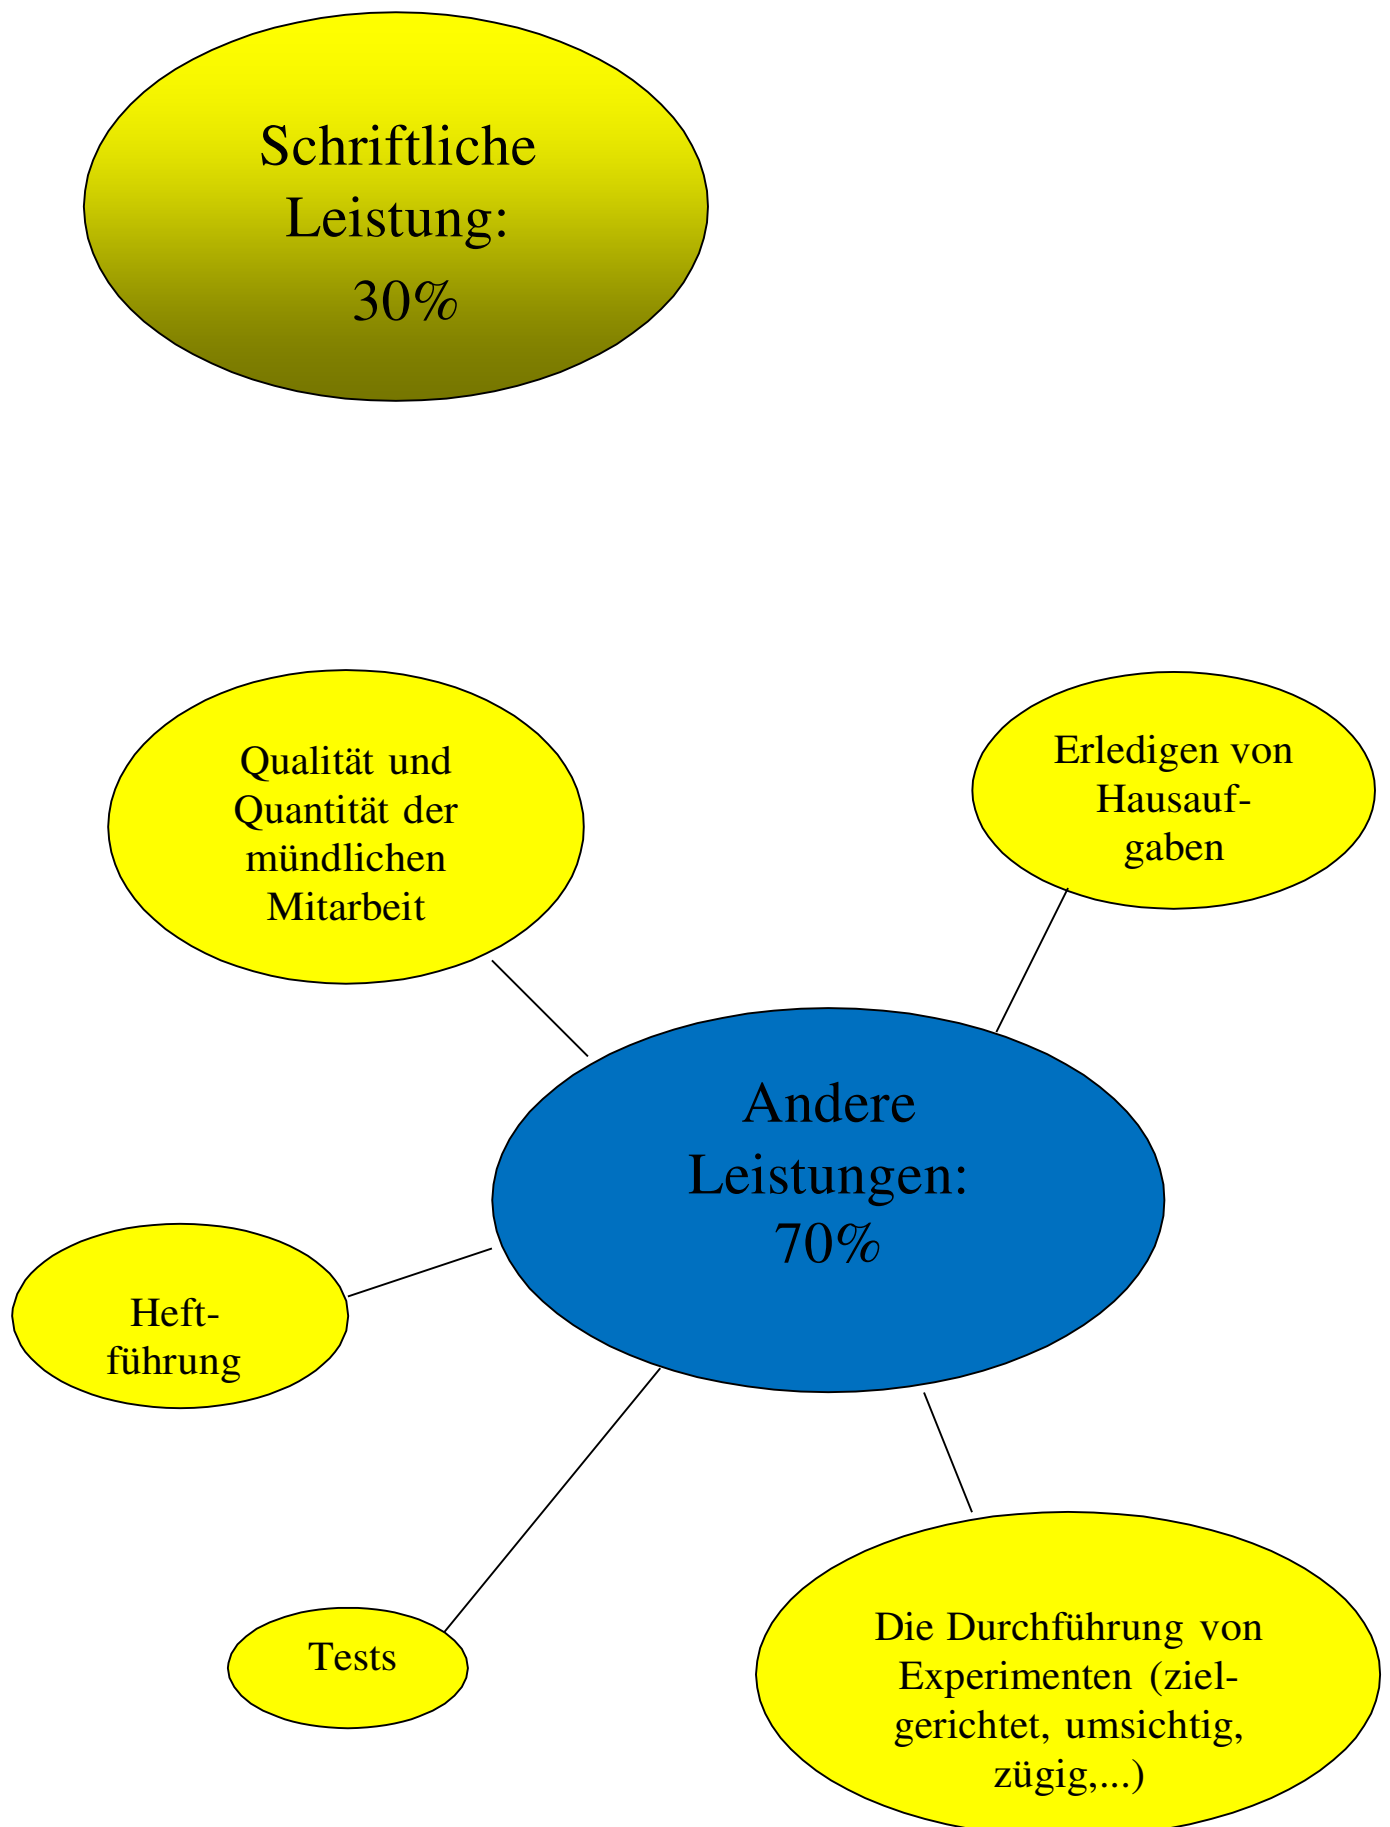 Schriftliche
Leistung:
30%
Qualität und
Quantität der
mündlichen
Mitarbeit
Erledigen von
Hausauf-
gaben
Andere
Leistungen:
70%
Heft-
führung
Tests
Die Durchführung von
Experimenten (ziel-
gerichtet, umsichtig,
zügig,...)